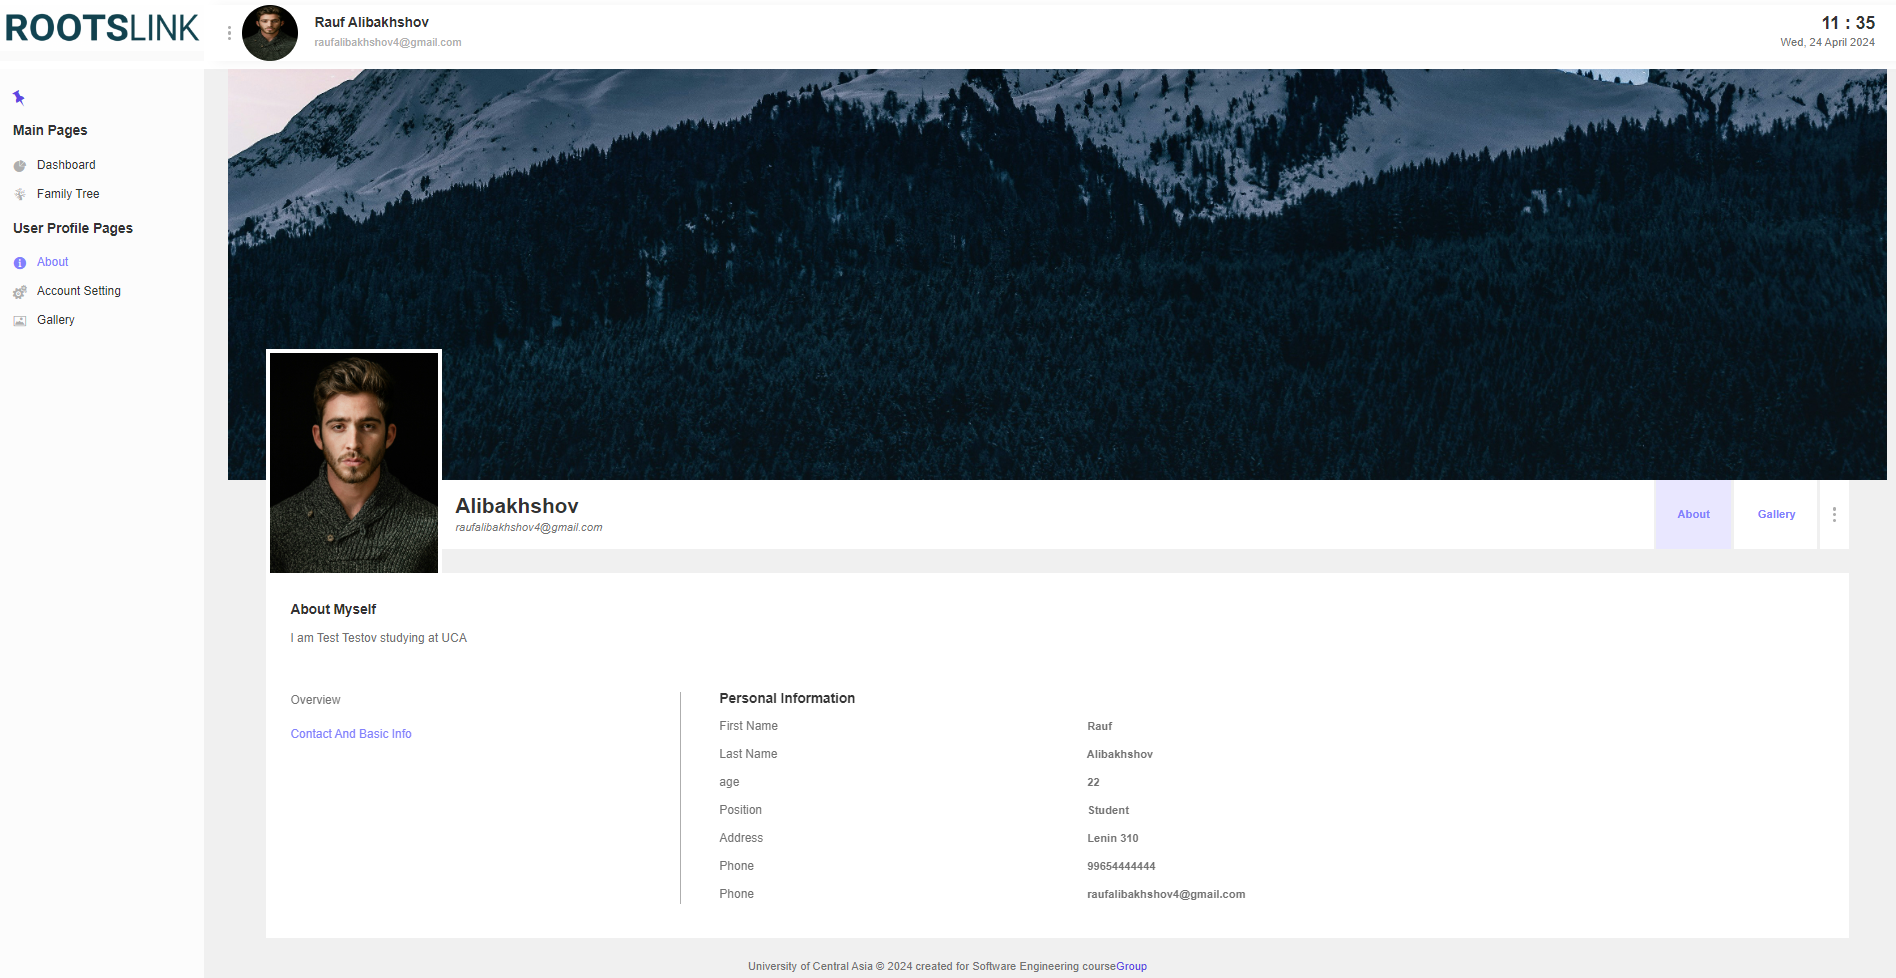 ROOTSLINK
Rauf Alibakhshov
raufalibakhshov4@gmail.com
11 : 35
Wed, 24 April 2024
Main Pages
Dashboard
Family Tree
User Profile Pages
About
Account Setting
Gallery
Alibakhshov
raufalibakhshov4@gmail.com
About
Gallery
About Myself
I am Test Testov studying at UCA
Overview
Contact And Basic Info
Personal Information
First Name Rauf
Last Name Alibakhshov
age 22
Position Student
Address Lenin 310
Phone 99654444444
Phone raufalibakhshov4@gmail.com
University of Central Asia © 2024 created for Software Engineering courseGroup